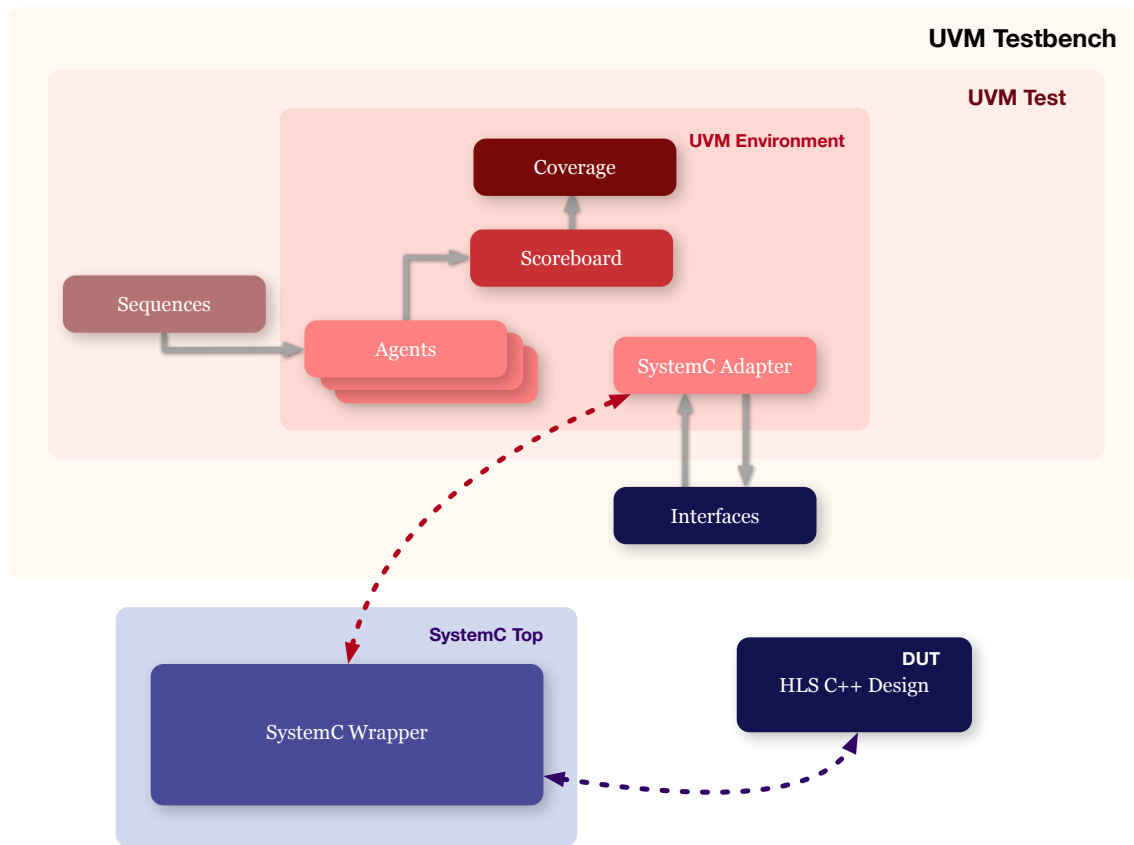 UVM Testbench
UVM Test
UVM Environment
Coverage
Scoreboard
Sequences
Agents
SystemC Adapter
Interfaces
SystemC Top
SystemC Wrapper
DUT
HLS C++ Design